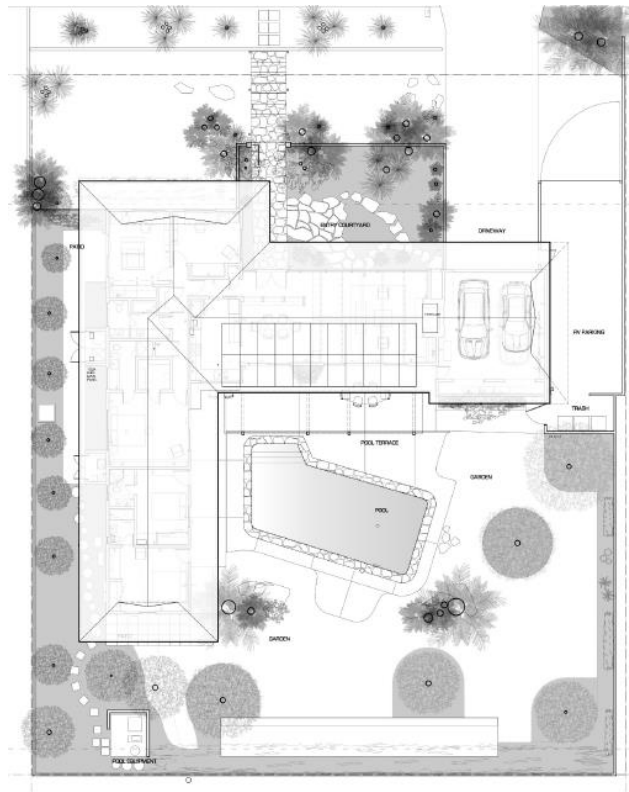 ENTRY COURTYARD
DRIVEWAY
PATIO
RV PARKING
TRASH
POOL TERRACE
GARDEN
POOL
GARDEN
POOL EQUIPMENT